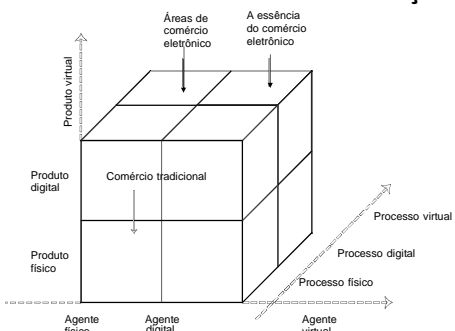 Áreas de
comércio
eletrônico
A essência
do comércio
eletrônico
Produto virtual
Produto
digital
Comércio tradicional
Produto
físico
Processo virtual
Processo digital
Processo físico
Agente
físico
Agente
digital
Agente
virtual